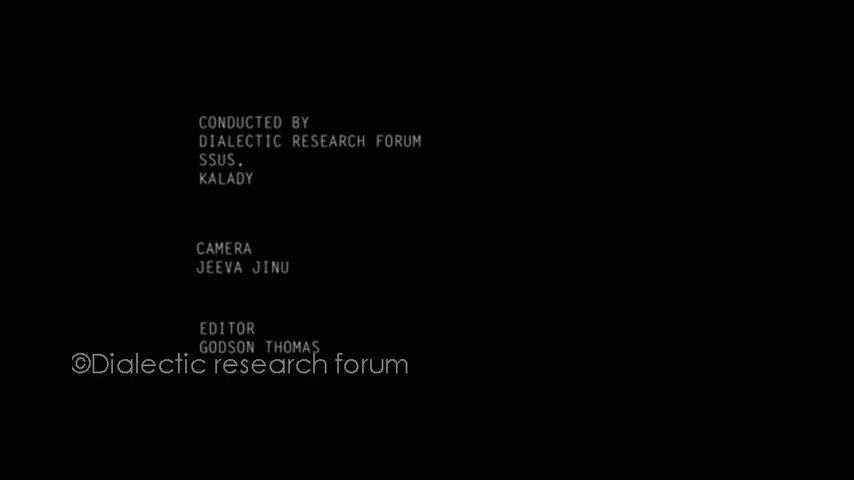 CONDUCTED BY
DIALECTIC RESEARCH FORUM
SSUS,
KALADY
CAMERA
JEEVA JINU
EDITOR
GODSON THOMAS
©Dialectic research forum